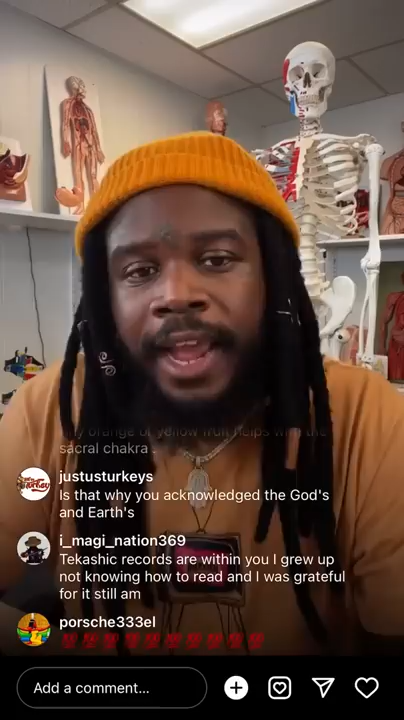 any orange or yellow fruit helps with the
sacral chakra .
justusturkeys
Is that why you acknowledged the God's
and Earth's
i_magi_nation369
Tekashic records are within you I grew up
not knowing how to read and I was grateful
for it still am
porsche333el
Add a comment...